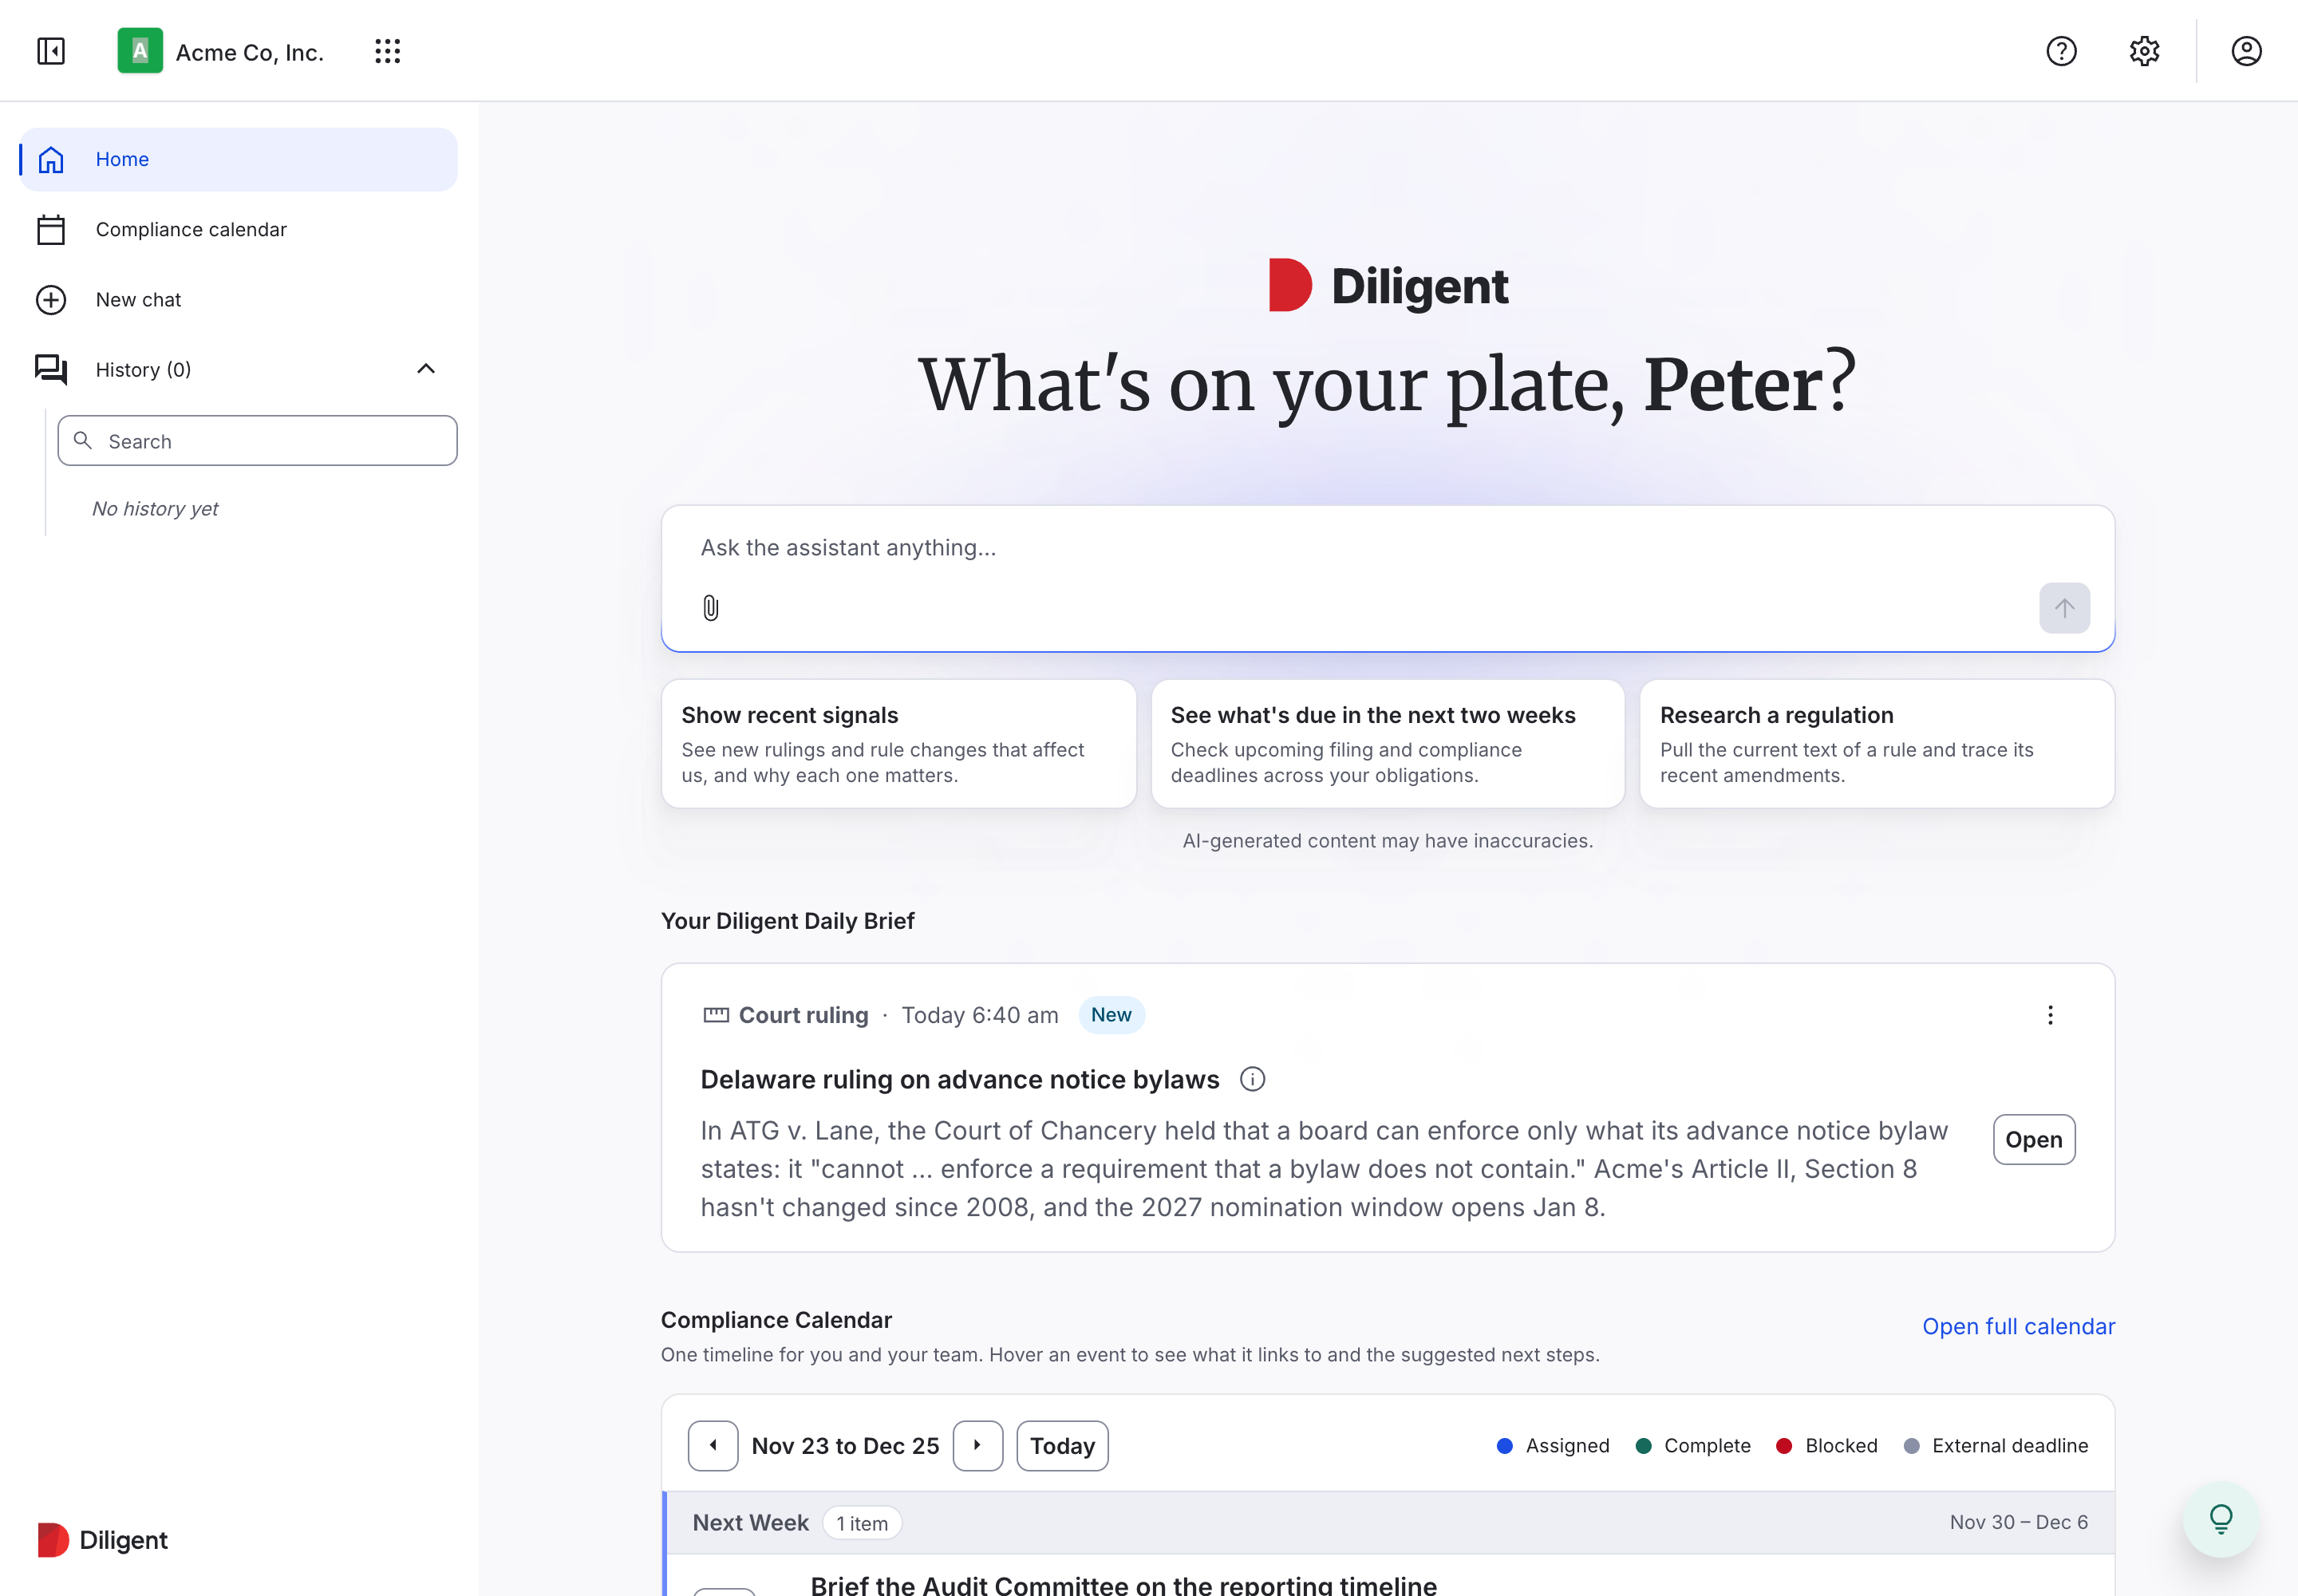 A
Acme Co, Inc.
Home
Compliance calendar
New chat
History (0)
Search
No history yet
Diligent
Diligent
What's on your plate, Peter?
Ask the assistant anything...
Show recent signals
See new rulings and rule changes that affect
us, and why each one matters.
See what's due in the next two weeks
Check upcoming filing and compliance
deadlines across your obligations.
Research a regulation
Pull the current text of a rule and trace its
recent amendments.
AI-generated content may have inaccuracies.
Your Diligent Daily Brief
Court ruling · Today 6:40 am New
Delaware ruling on advance notice bylaws
In ATG v. Lane, the Court of Chancery held that a board can enforce only what its advance notice bylaw
states: it "cannot ... enforce a requirement that a bylaw does not contain." Acme's Article II, Section 8
hasn't changed since 2008, and the 2027 nomination window opens Jan 8.
Open
Compliance Calendar
Open full calendar
One timeline for you and your team. Hover an event to see what it links to and the suggested next steps.
Nov 23 to Dec 25
Today
Assigned
Complete
Blocked
External deadline
Next Week 1 item
Nov 30 – Dec 6
Brief the Audit Committee on the reporting timeline